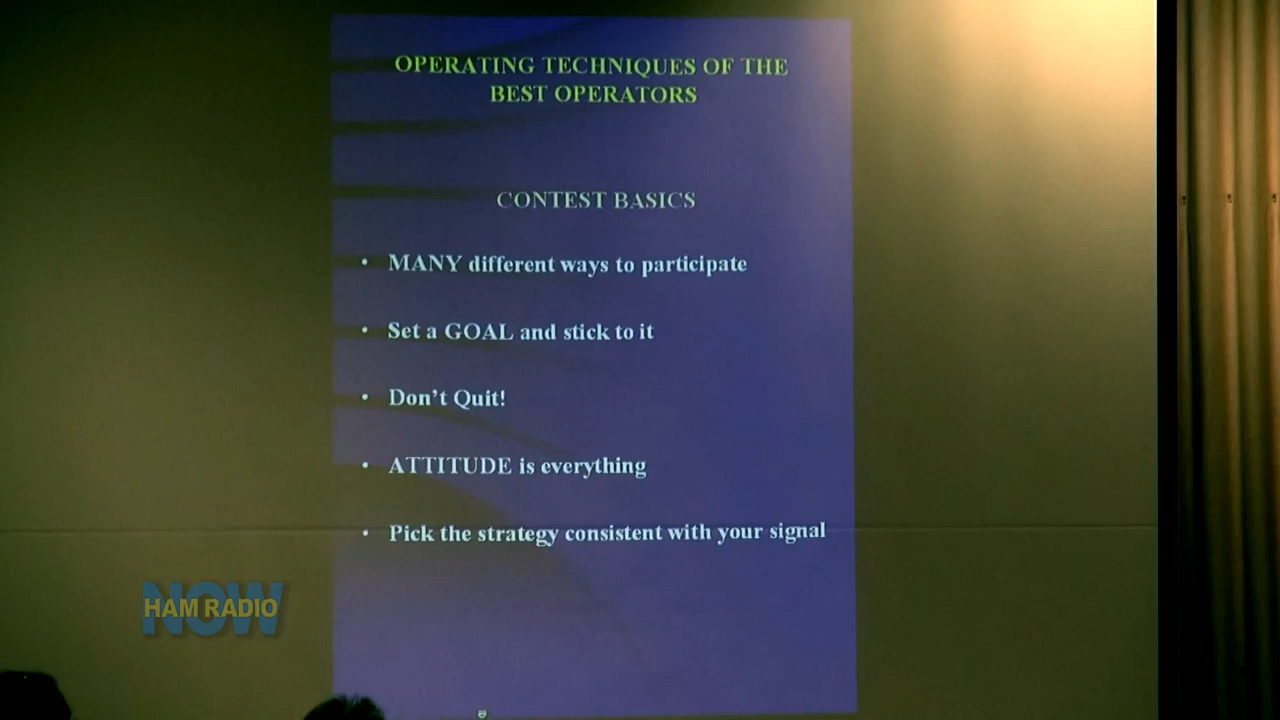 OPERATING TECHNIQUES OF THE
BEST OPERATORS
CONTEST BASICS
• MANY different ways to participate
• Set a GOAL and stick to it
• Don't Quit!
• ATTITUDE is everything
• Pick the strategy consistent with your signal
NOW
HAM RADIO